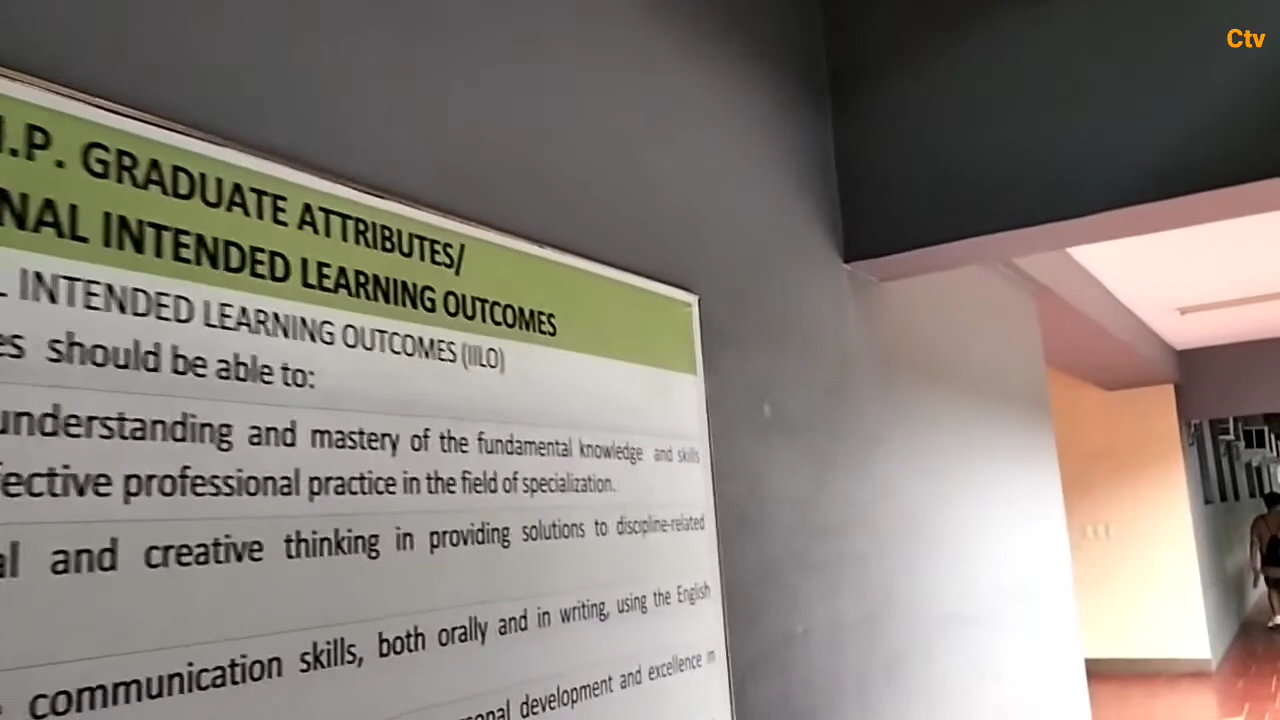 Ctv
.P. GRADUATE ATTRIBUTES/
NAL INTENDED LEARNING OUTCOMES
INTENDED LEARNING OUTCOMES (IILO)
es should be able to:
understanding and mastery of the fundamental knowledge and skills
fective professional practice in the field of specialization.
al and creative thinking in providing solutions to discipline-related
communication skills, both orally and in writing, using the English
onal development and excellence in